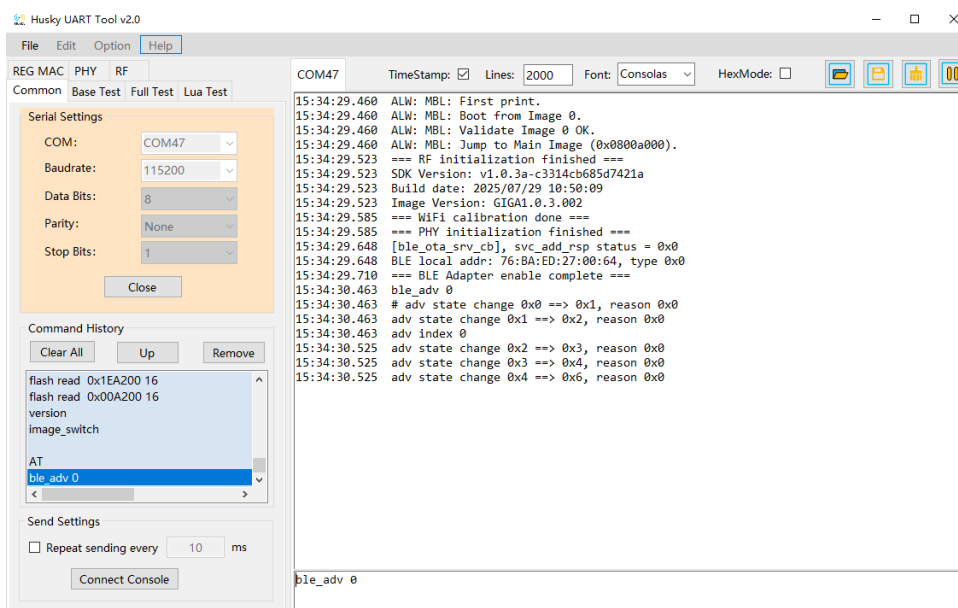 Husky UART Tool v2.0
File Edit Option Help
REG MAC PHY RF
Common Base Test Full Test Lua Test
Serial Settings
COM: COM47
Baudrate: 115200
Data Bits: 8
Parity: None
Stop Bits: 1
Close
Command History
Clear All Up Remove
flash read 0x1EA200 16
flash read 0x00A200 16
version
image_switch
AT
ble_adv 0
Send Settings
Repeat sending every 10 ms
Connect Console
COM47 TimeStamp: Lines: 2000 Font: Consolas HexMode:
15:34:29.460 ALW: MBL: First print.
15:34:29.460 ALW: MBL: Boot from Image 0.
15:34:29.460 ALW: MBL: Validate Image 0 OK.
15:34:29.460 ALW: MBL: Jump to Main Image (0x0800a000).
15:34:29.523 === RF initialization finished ===
15:34:29.523 SDK Version: v1.0.3a-c3314cb685d7421a
15:34:29.523 Build date: 2025/07/29 10:50:09
15:34:29.523 Image Version: GIGA1.0.3.002
15:34:29.585 === WiFi calibration done ===
15:34:29.585 === PHY initialization finished ===
15:34:29.648 [ble_ota_srv_cb], svc_add_rsp status = 0x0
15:34:29.648 BLE local addr: 76:BA:ED:27:00:64, type 0x0
15:34:29.710 === BLE Adapter enable complete ===
15:34:30.463 ble_adv 0
15:34:30.463 # adv state change 0x0 ==> 0x1, reason 0x0
15:34:30.463 adv state change 0x1 ==> 0x2, reason 0x0
15:34:30.463 adv index 0
15:34:30.525 adv state change 0x2 ==> 0x3, reason 0x0
15:34:30.525 adv state change 0x3 ==> 0x4, reason 0x0
15:34:30.525 adv state change 0x4 ==> 0x6, reason 0x0
ble_adv 0